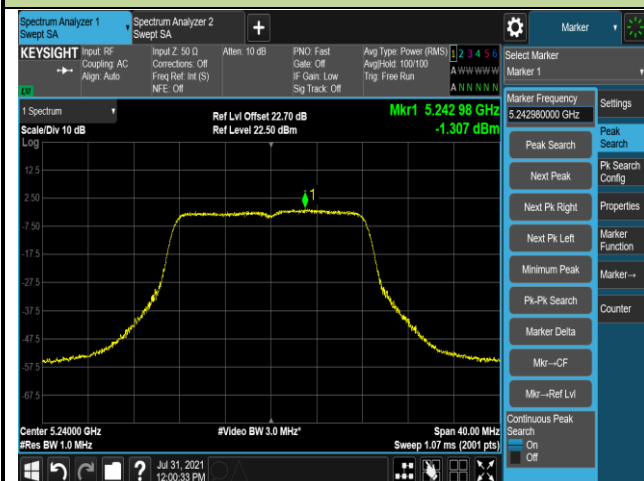 Spectrum Analyzer 1
Swept SA
Spectrum Analyzer 2
Swept SA
+
Marker
KEYSIGHT
Input: RF
Coupling: AC
Align: Auto
Input Z: 50 Ω
Corrections: Off
Freq Ref: Int (S)
NFE: Off
Atten: 10 dB
PNO: Fast
Gate: Off
IF Gain: Low
Sig Track: Off
Avg Type: Power (RMS)
Avg|Hold: 100/100
Trig: Free Run
1 2 3 4 5 6
A W W W W W
A N N N N N
Select Marker
Marker 1
1 Spectrum
Scale/Div 10 dB
Log
Ref Lvl Offset 22.70 dB
Ref Level 22.50 dBm
Mkr1 5.242 98 GHz
-1.307 dBm
1
12.5
2.50
-7.50
-17.5
-27.5
-37.5
-47.5
-57.5
-67.5
Center 5.24000 GHz
#Res BW 1.0 MHz
#Video BW 3.0 MHz*
Span 40.00 MHz
Sweep 1.07 ms (2001 pts)
Marker Frequency
5.242980000 GHz
Peak Search
Next Peak
Next Pk Right
Next Pk Left
Minimum Peak
Pk-Pk Search
Marker Delta
Mkr→CF
Mkr→Ref Lvl
Continuous Peak
Search
On
Off
Settings
Peak
Search
Pk Search
Config
Properties
Marker
Function
Marker→
Counter
?
Jul 31, 2021
12:00:33 PM